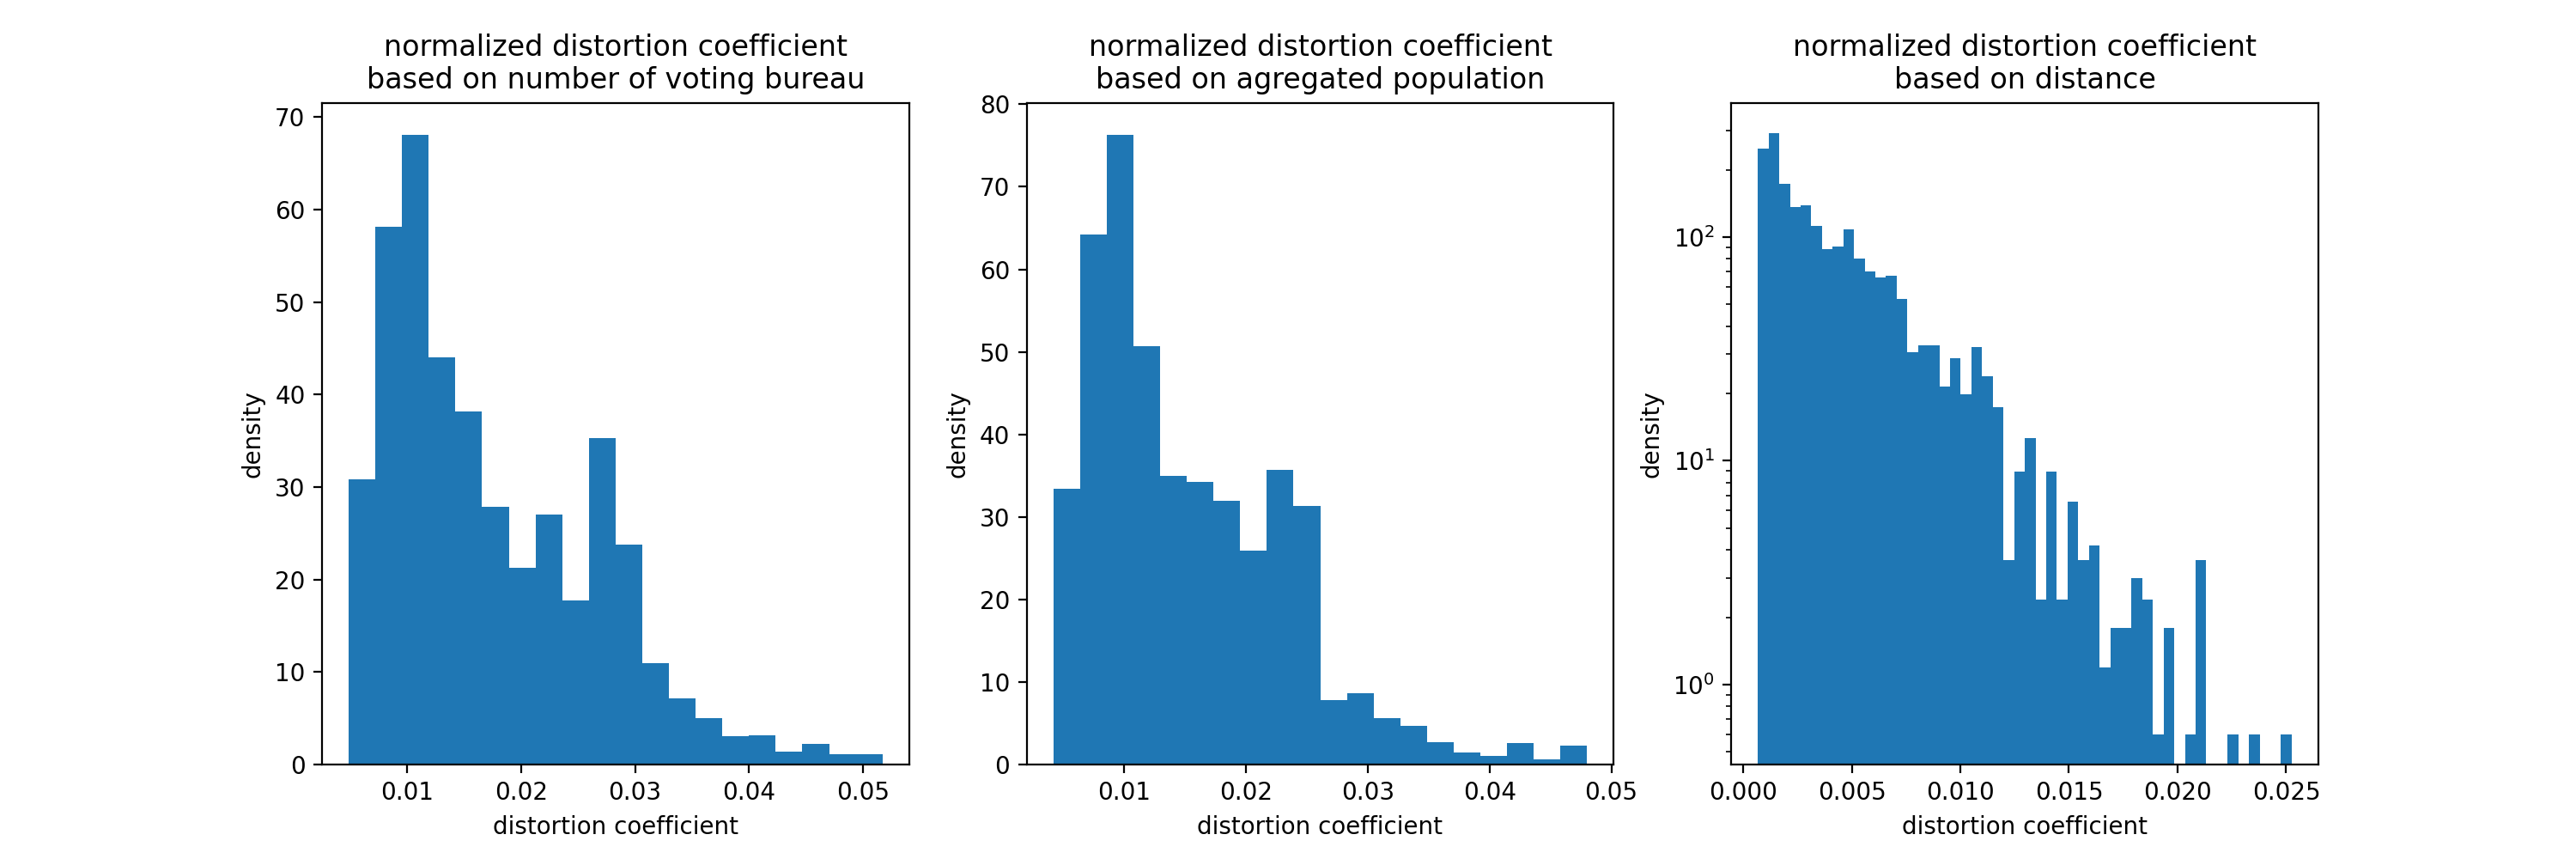 normalized distortion coefficient
based on number of voting bureau
70
60
50
40
30
20
10
0
density
0.01 0.02 0.03 0.04 0.05
distortion coefficient
normalized distortion coefficient
based on agregated population
80
70
60
50
40
30
20
10
0
density
0.01 0.02 0.03 0.04 0.05
distortion coefficient
normalized distortion coefficient
based on distance
10²
10¹
10⁰
density
0.000 0.005 0.010 0.015 0.020 0.025
distortion coefficient